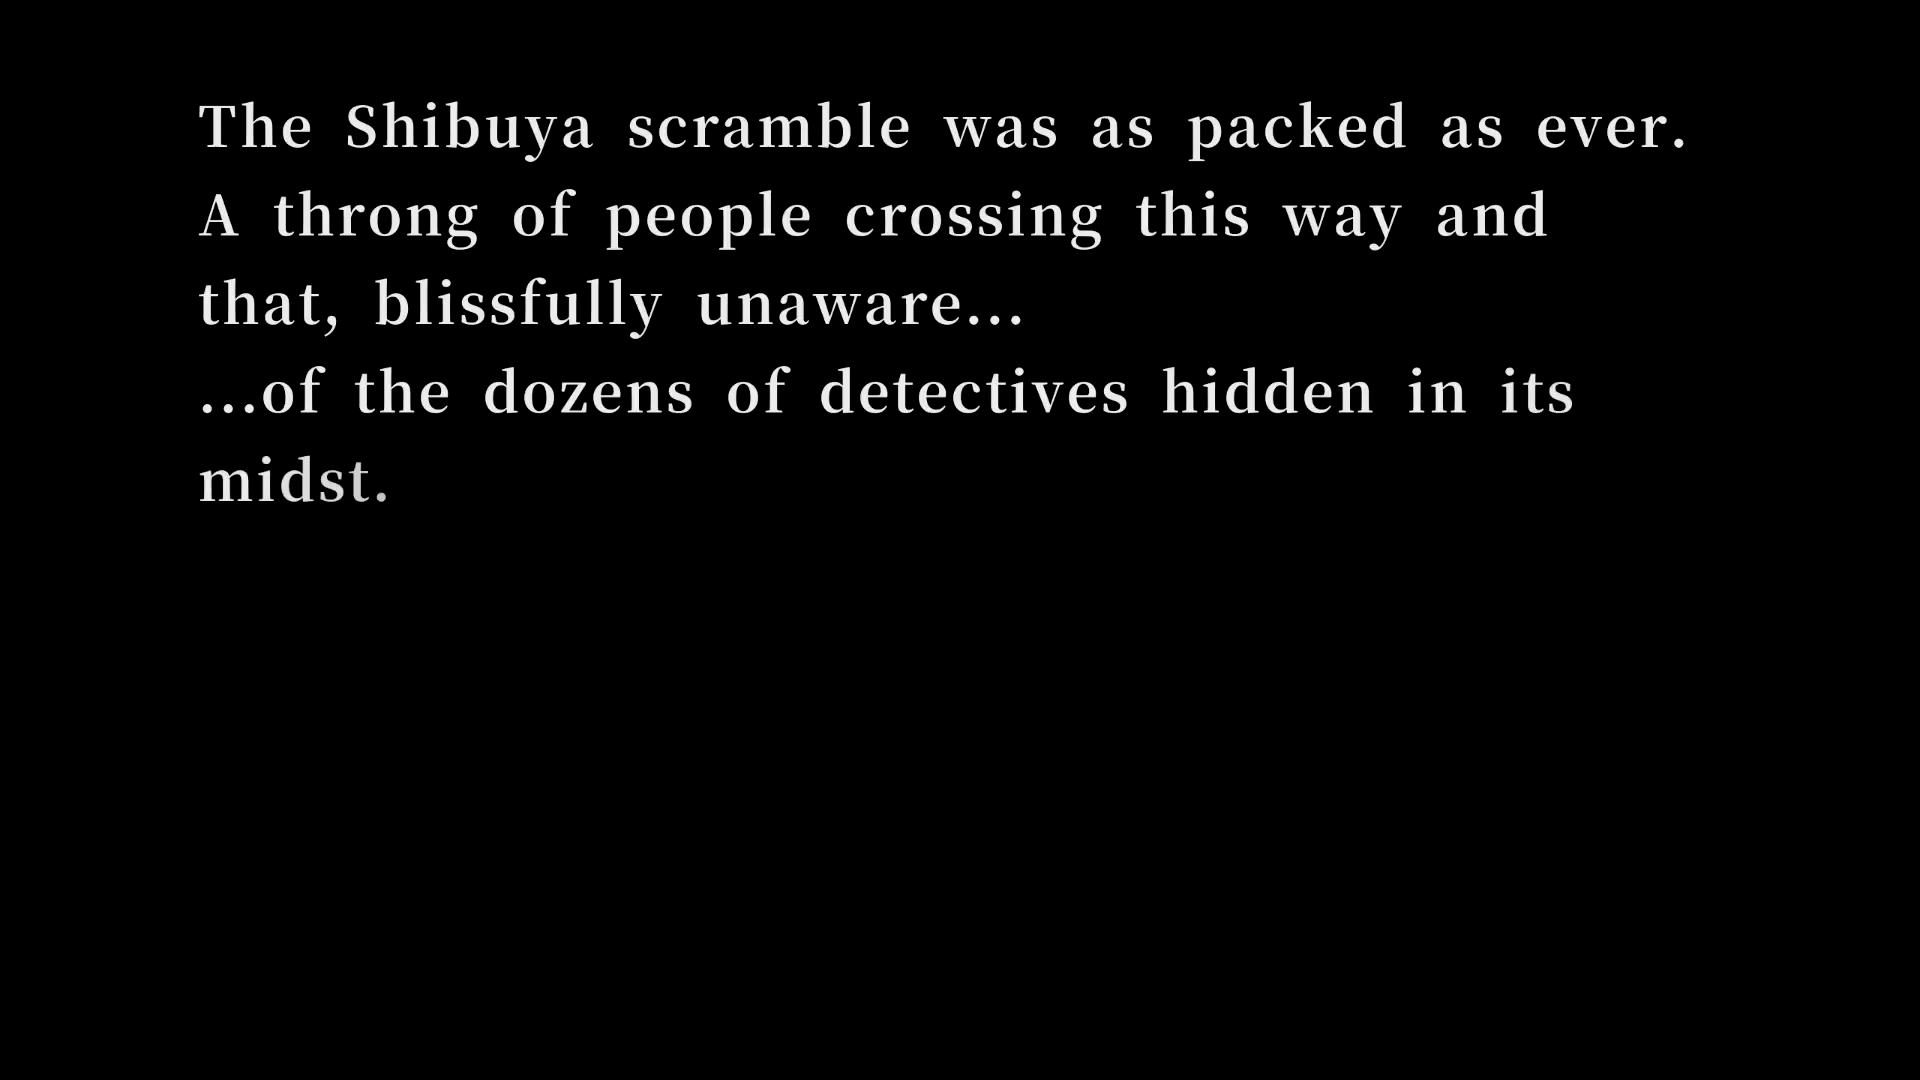 The Shibuya scramble was as packed as ever.
A throng of people crossing this way and
that, blissfully unaware...
...of the dozens of detectives hidden in its
midst.